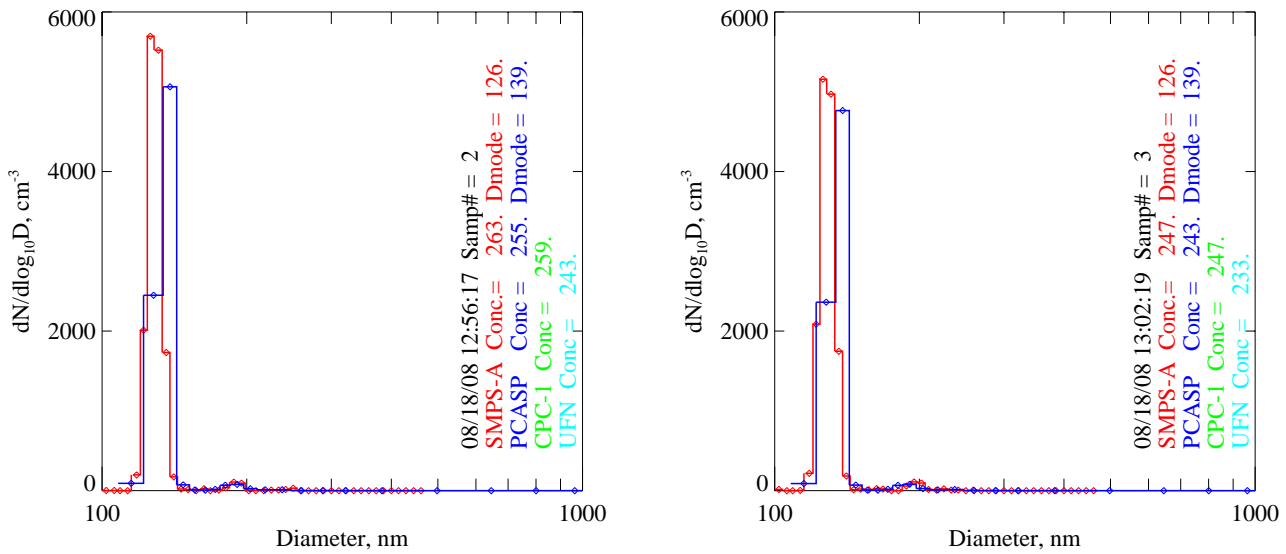 6000
4000
2000
0
dN/dlog10D, cm-3
100
1000
Diameter, nm
08/18/08 12:56:17 Samp# = 2
SMPS-A Conc.= 263. Dmode = 126.
PCASP Conc = 255. Dmode = 139.
CPC-1 Conc = 259.
UFN Conc = 243.
6000
4000
2000
0
dN/dlog10D, cm-3
100
1000
Diameter, nm
08/18/08 13:02:19 Samp# = 3
SMPS-A Conc.= 247. Dmode = 126.
PCASP Conc = 243. Dmode = 139.
CPC-1 Conc = 247.
UFN Conc = 233.